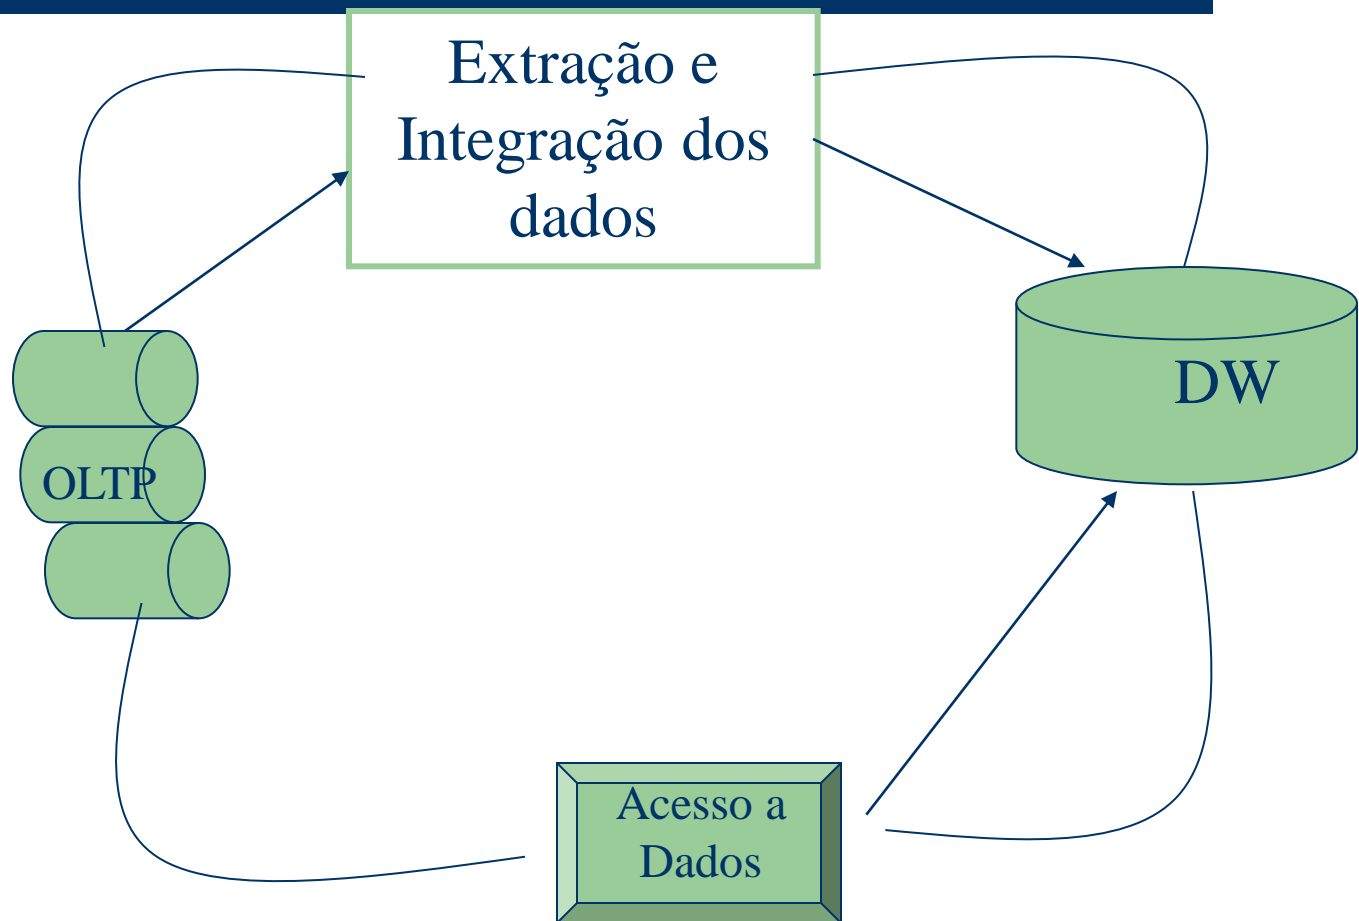 Extração e
Integração dos
dados
DW
OLTP
Acesso a
Dados